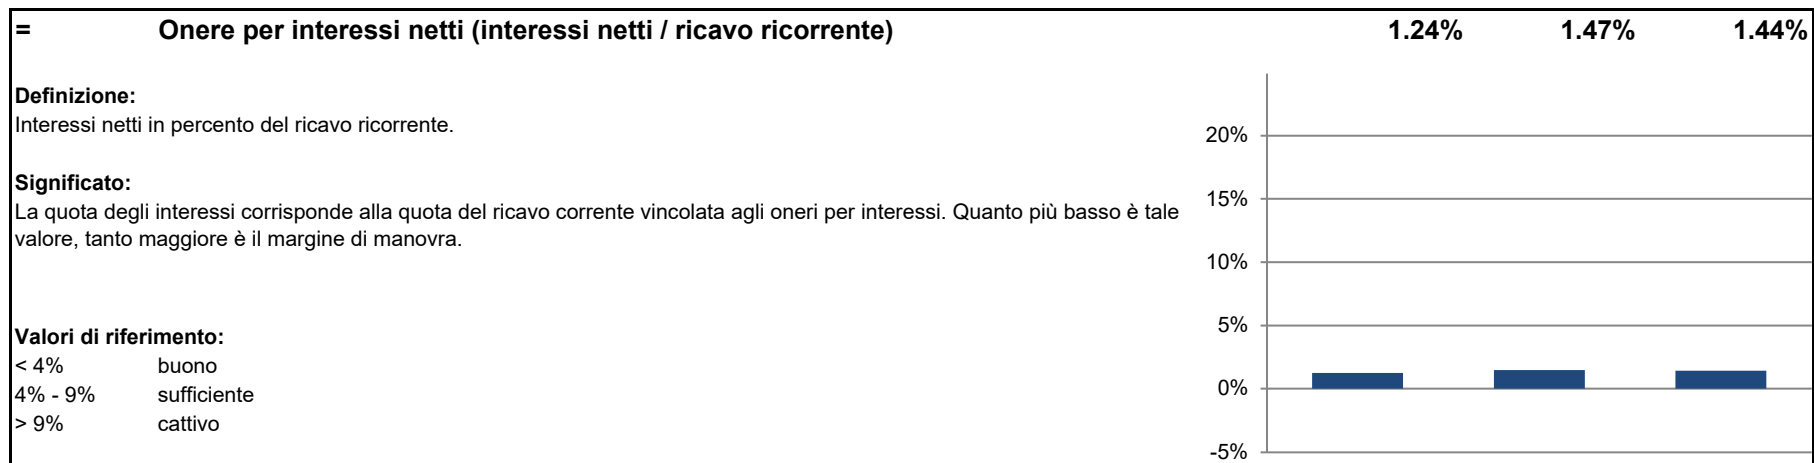 = Onere per interessi netti (interessi netti / ricavo ricorrente) 1.24% 1.47% 1.44%
Definizione:
Interessi netti in percento del ricavo ricorrente.
Significato:
La quota degli interessi corrisponde alla quota del ricavo corrente vincolata agli oneri per interessi. Quanto più basso è tale
valore, tanto maggiore è il margine di manovra.
Valori di riferimento:
< 4% buono
4% - 9% sufficiente
> 9% cattivo
20%
15%
10%
5%
0%
-5%